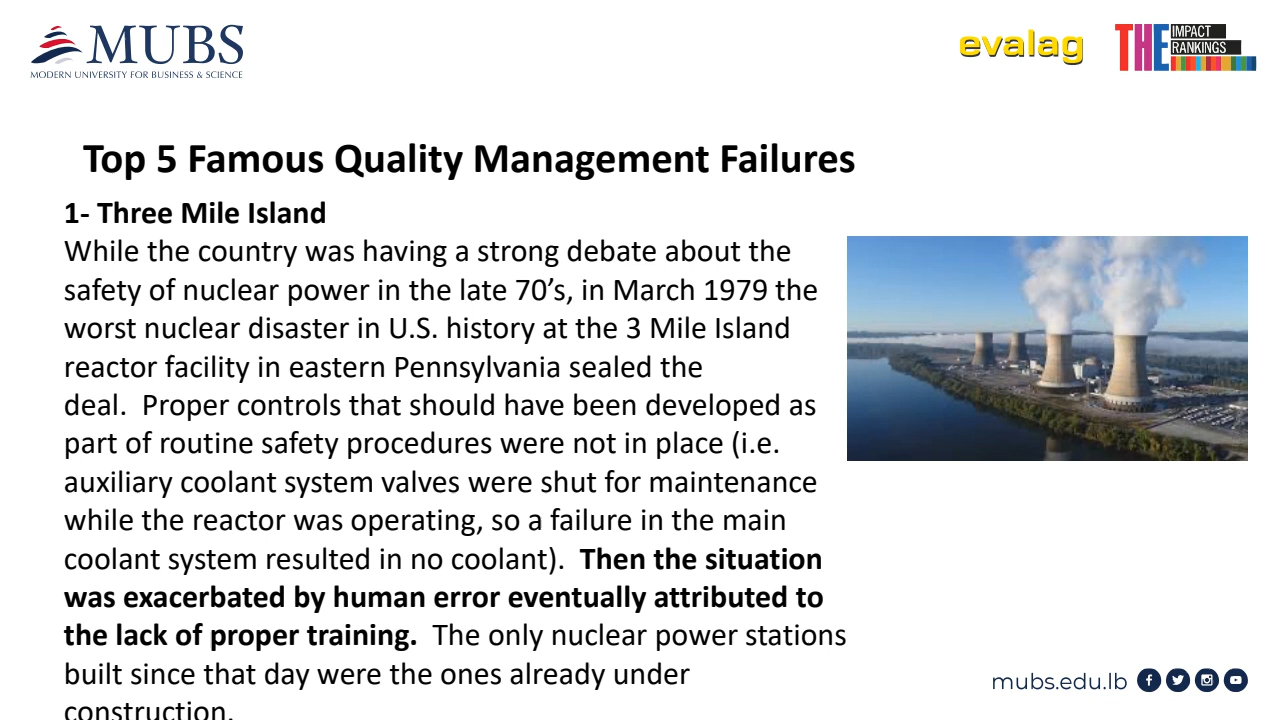 MUBS
MODERN UNIVERSITY FOR BUSINESS & SCIENCE
evalag
THE IMPACT
RANKINGS
Top 5 Famous Quality Management Failures
1- Three Mile Island
While the country was having a strong debate about the
safety of nuclear power in the late 70’s, in March 1979 the
worst nuclear disaster in U.S. history at the 3 Mile Island
reactor facility in eastern Pennsylvania sealed the
deal.  Proper controls that should have been developed as
part of routine safety procedures were not in place (i.e.
auxiliary coolant system valves were shut for maintenance
while the reactor was operating, so a failure in the main
coolant system resulted in no coolant).  Then the situation
was exacerbated by human error eventually attributed to
the lack of proper training.  The only nuclear power stations
built since that day were the ones already under
construction.
mubs.edu.lb